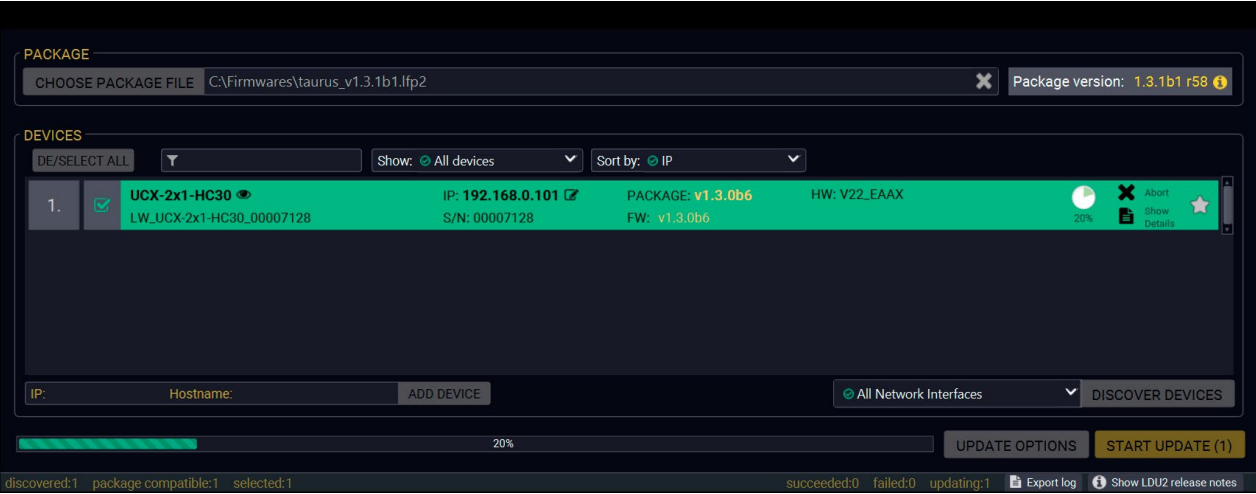 PACKAGE
CHOOSE PACKAGE FILE C:\Firmwares\taurus_v1.3.1b1.lfp2 Package version: 1.3.1b1 r58
DEVICES
DE/SELECT ALL Show: All devices Sort by: IP
1. UCX-2x1-HC30 IP: 192.168.0.101 PACKAGE: v1.3.0b6 HW: V22_EAAX Abort
LW_UCX-2x1-HC30_00007128 S/N: 00007128 FW: v1.3.0b6 20% Show Details
IP: Hostname: ADD DEVICE All Network Interfaces DISCOVER DEVICES
20% UPDATE OPTIONS START UPDATE (1)
discovered:1 package compatible:1 selected:1 succeeded:0 failed:0 updating:1 Export log Show LDU2 release notes